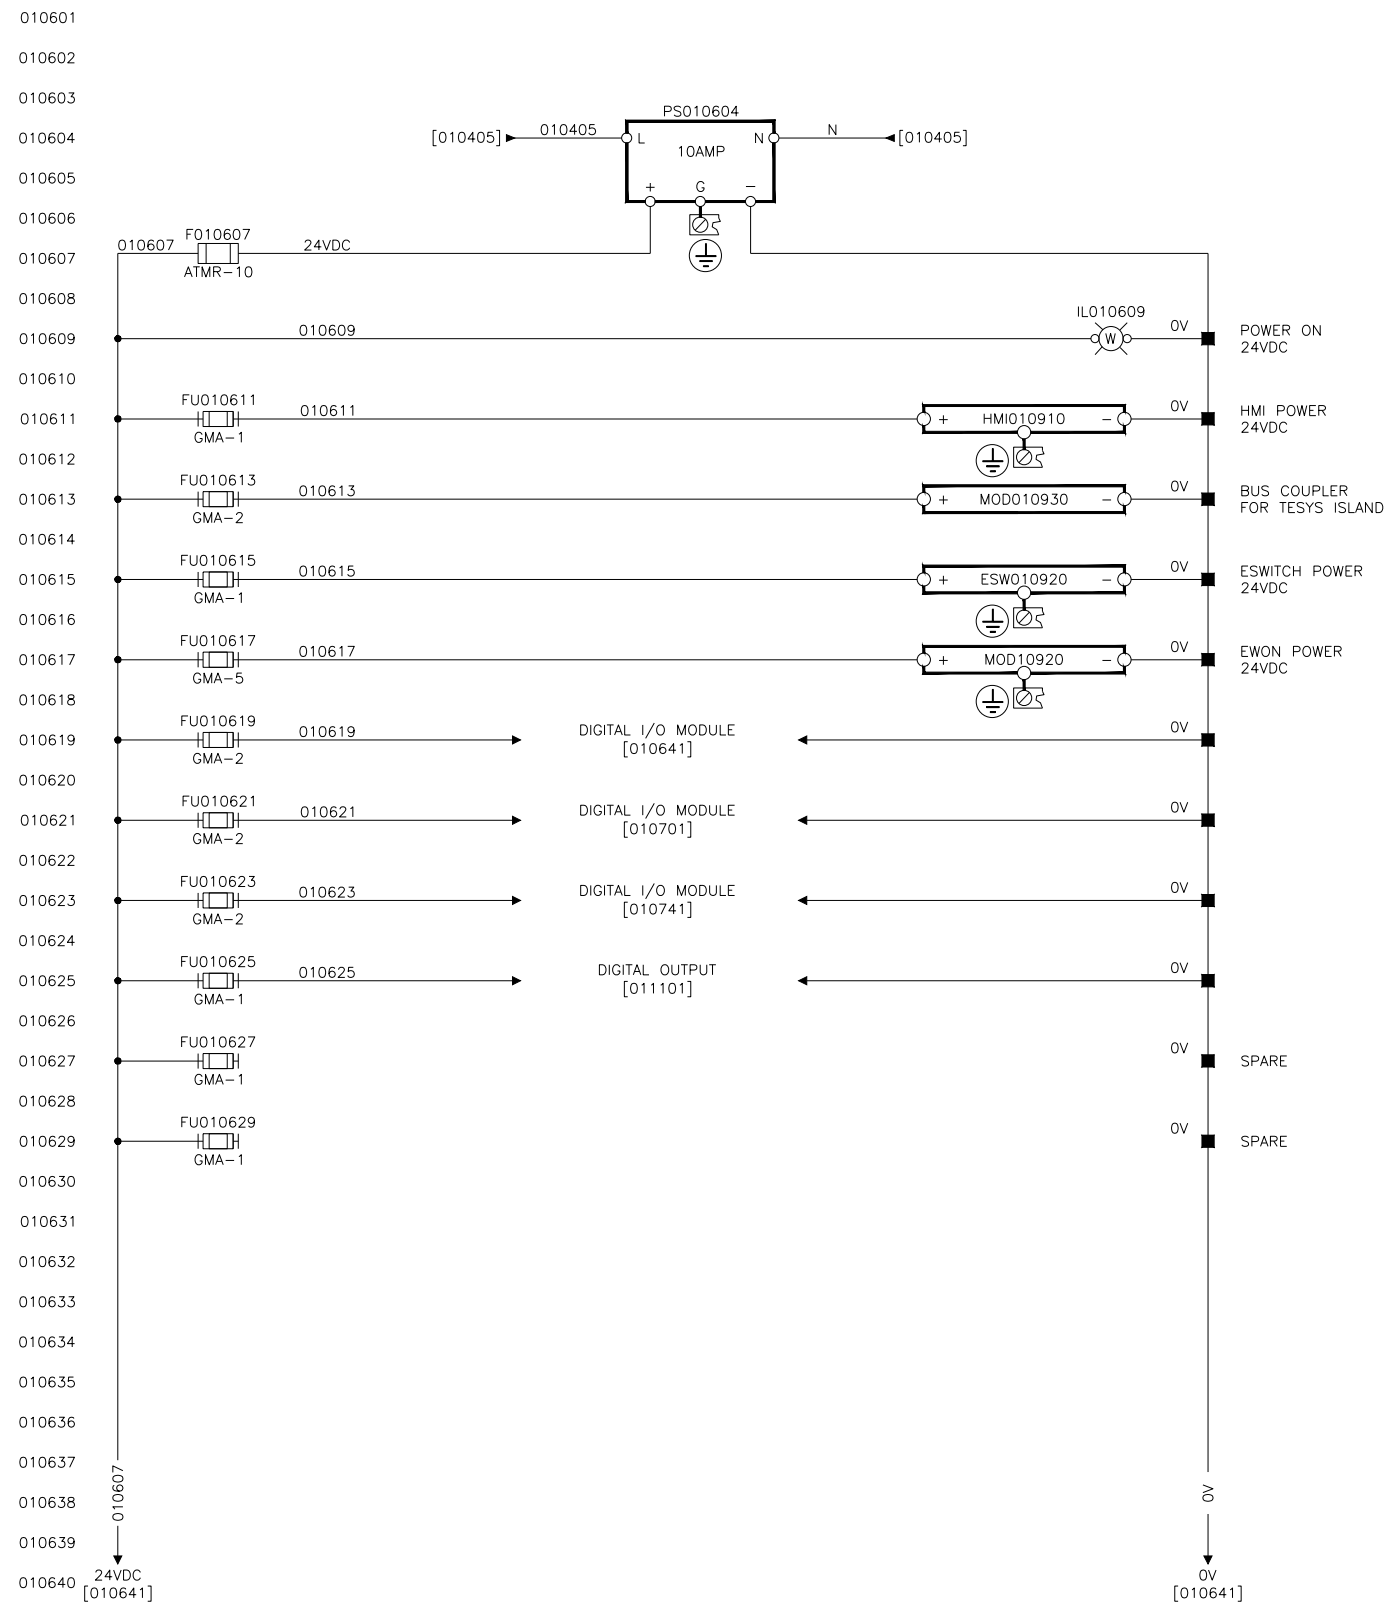 010601
010602
010603
PS010604
010604
[010405]
010405
L
N
N
[010405]
10AMP
010605
+
G
−
010606
F010607
010607
24VDC
010607
ATMR−10
010608
IL010609
010609
010609
W
0V
POWER ON
24VDC
010610
FU010611
010611
010611
+
HMI010910
−
0V
HMI POWER
24VDC
GMA−1
010612
FU010613
010613
010613
+
MOD010930
−
0V
BUS COUPLER
FOR TESYS ISLAND
GMA−2
010614
FU010615
010615
010615
+
ESW010920
−
0V
ESWITCH POWER
24VDC
GMA−1
010616
FU010617
010617
010617
+
MOD10920
−
0V
EWON POWER
24VDC
GMA−5
010618
FU010619
010619
010619
DIGITAL I/O MODULE
[010641]
0V
GMA−2
010620
FU010621
010621
010621
DIGITAL I/O MODULE
[010701]
0V
GMA−2
010622
FU010623
010623
010623
DIGITAL I/O MODULE
[010741]
0V
GMA−2
010624
FU010625
010625
010625
DIGITAL OUTPUT
[011101]
0V
GMA−1
010626
FU010627
010627
0V
SPARE
GMA−1
010628
FU010629
010629
0V
SPARE
GMA−1
010630
010631
010632
010633
010634
010635
010636
010637
010607
0V
010638
010639
010640
24VDC
[010641]
0V
[010641]